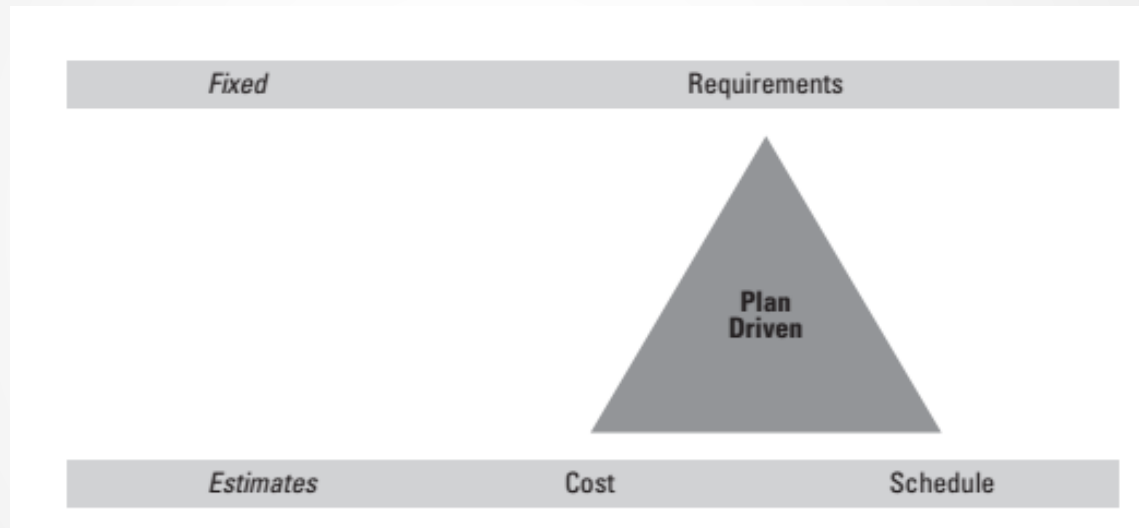 Fixed Requirements
Plan
Driven
Estimates Cost Schedule